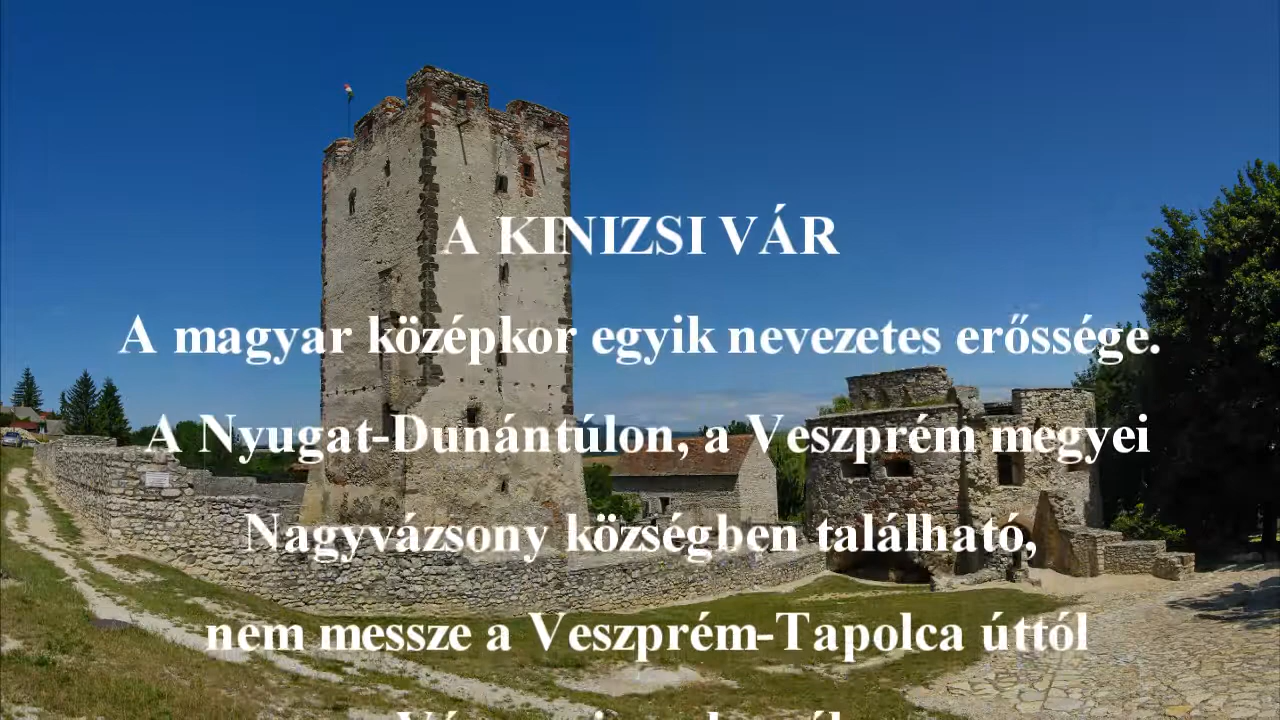 A KINIZSI VÁR
A magyar középkor egyik nevezetes erőssége.
A Nyugat-Dunántúlon, a Veszprém megyei
Nagyvázsony községben található,
nem messze a Veszprém-Tapolca úttól